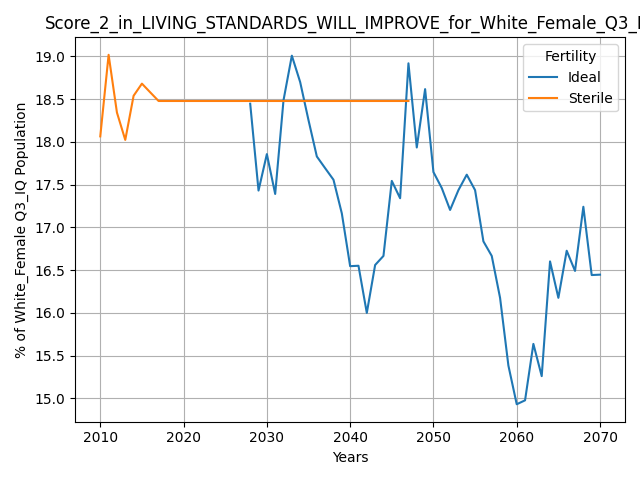 Score_2_in_LIVING_STANDARDS_WILL_IMPROVE_for_White_Female_Q3_I
Fertility
Ideal
Sterile
% of White_Female Q3_IQ Population
19.0
18.5
18.0
17.5
17.0
16.5
16.0
15.5
15.0
2010 2020 2030 2040 2050 2060 2070
Years